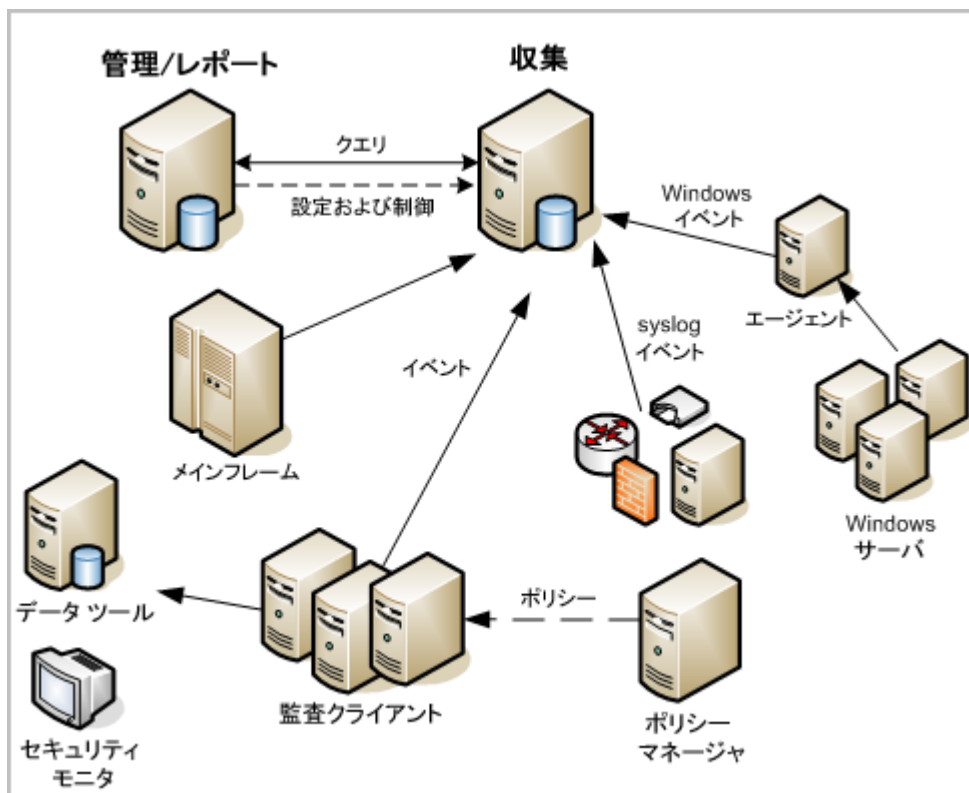 管理/レポート
収集
クエリ
設定および制御
Windows
イベント
エージェント
syslog
イベント
イベント
メインフレーム
Windows
サーバ
データ ツール
ポリシー
監査クライアント
ポリシー
マネージャ
セキュリティ
モニタ